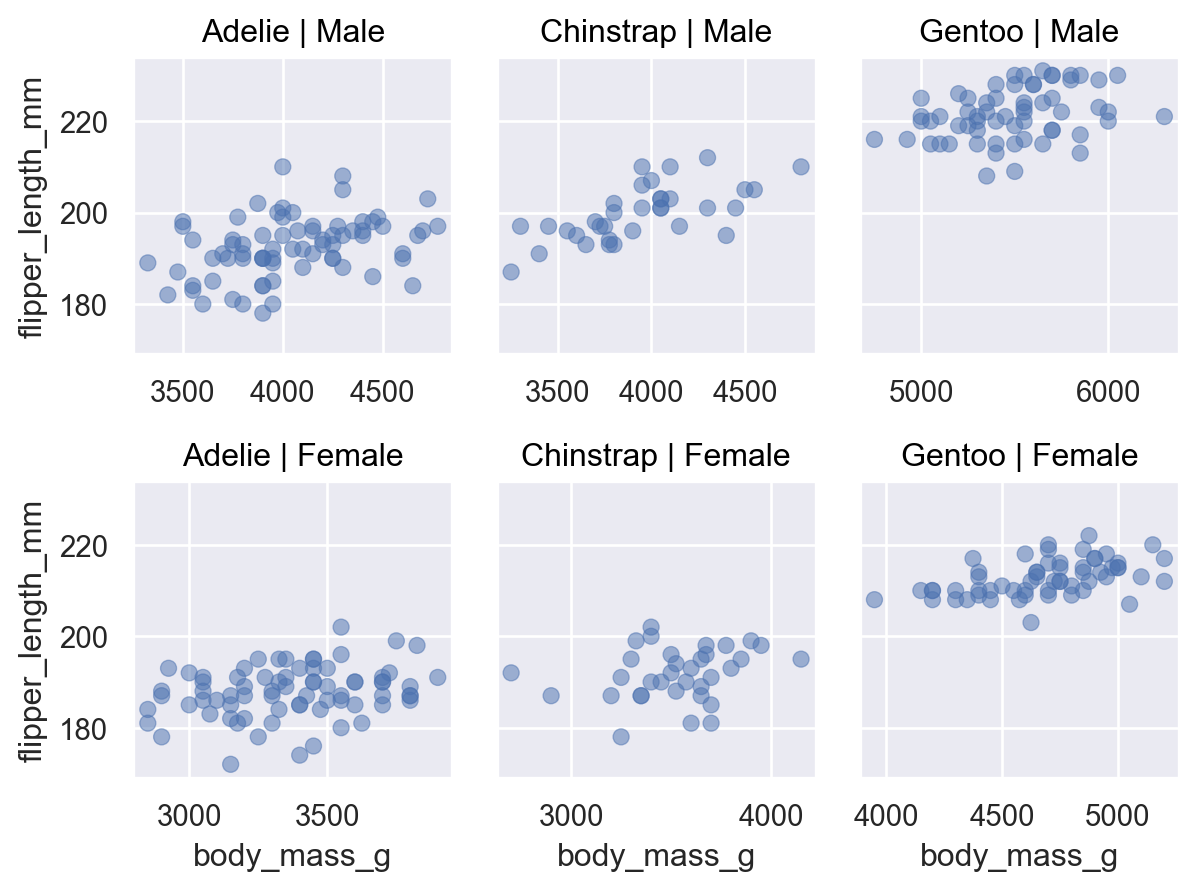 Adelie | Male
Chinstrap | Male
Gentoo | Male
flipper_length_mm
220
200
180
3500 4000 4500
3500 4000 4500
5000 6000
Adelie | Female
Chinstrap | Female
Gentoo | Female
flipper_length_mm
220
200
180
3000 3500
3000 4000
4000 4500 5000
body_mass_g
body_mass_g
body_mass_g